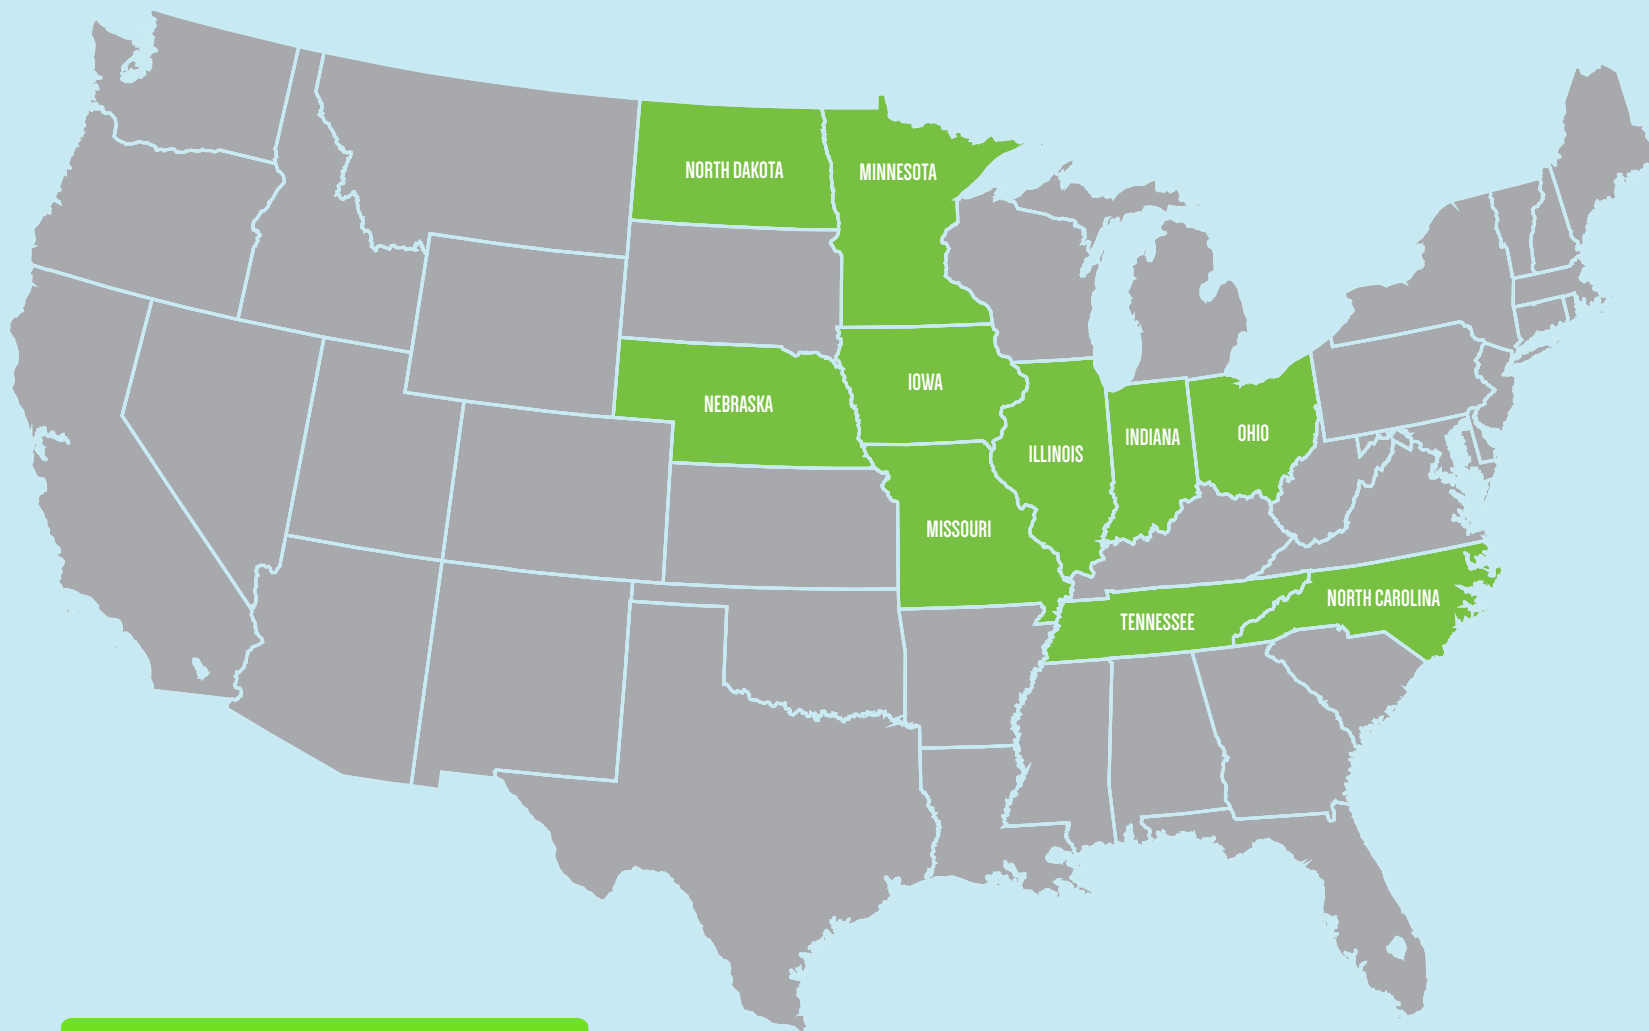 NORTH DAKOTA
MINNESOTA
IOWA
NEBRASKA
ILLINOIS
INDIANA
OHIO
MISSOURI
TENNESSEE
NORTH CAROLINA